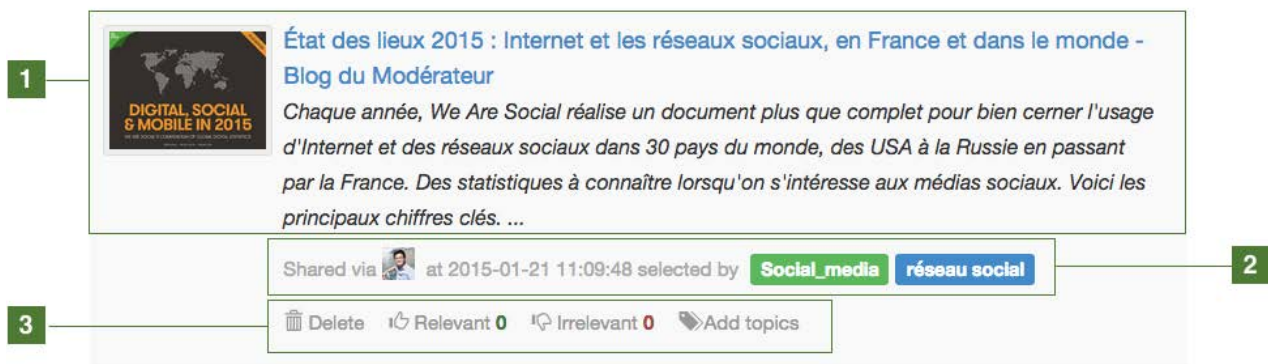 1
État des lieux 2015 : Internet et les réseaux sociaux, en France et dans le monde -
Blog du Modérateur
DIGITAL, SOCIAL
& MOBILE IN 2015
Chaque année, We Are Social réalise un document plus que complet pour bien cerner l'usage
d'Internet et des réseaux sociaux dans 30 pays du monde, des USA à la Russie en passant
par la France. Des statistiques à connaître lorsqu'on s'intéresse aux médias sociaux. Voici les
principaux chiffres clés. ...
Shared via at 2015-01-21 11:09:48 selected by Social_media réseau social
2
3
Delete Relevant 0 Irrelevant 0 Add topics